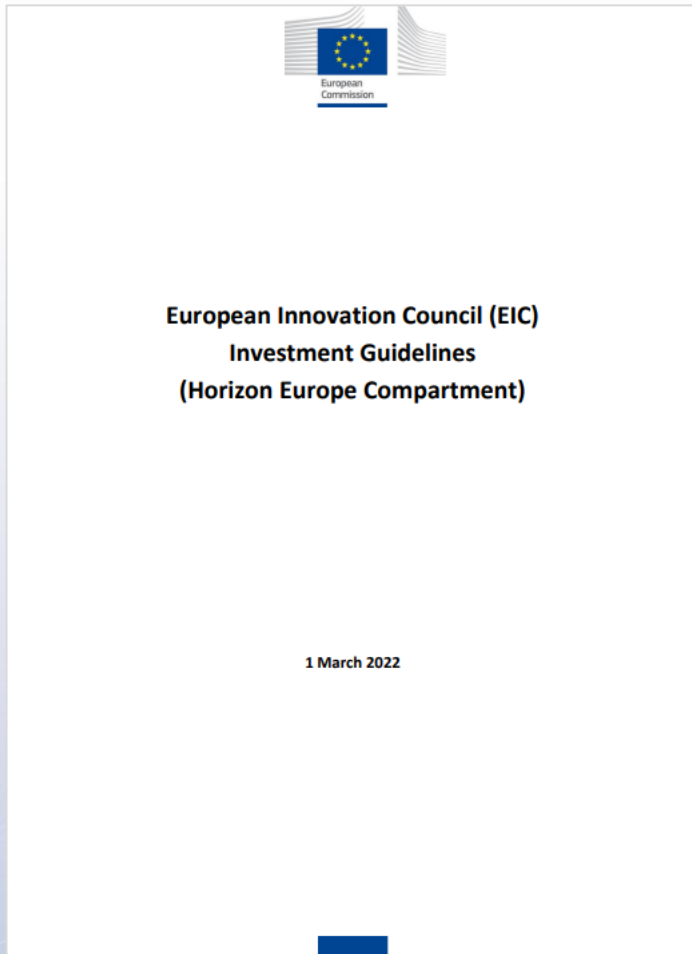 European
Commission
European Innovation Council (EIC)
Investment Guidelines
(Horizon Europe Compartment)
1 March 2022